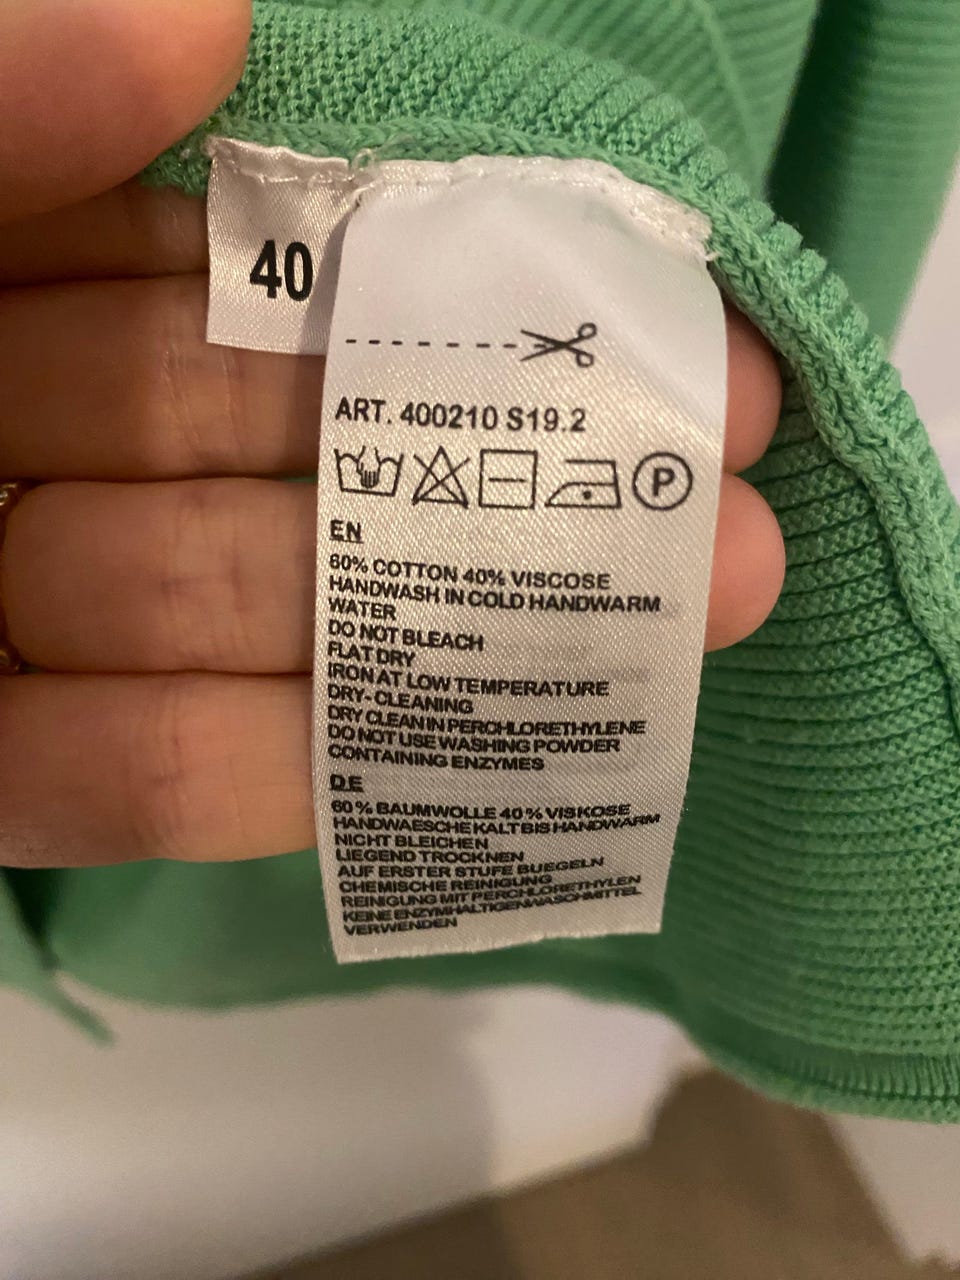 40
ART. 400210 S19.2
P
EN
60% COTTON 40% VISCOSE
HANDWASH IN COLD HANDWARM
WATER
DO NOT BLEACH
FLAT DRY
IRON AT LOW TEMPERATURE
DRY-CLEANING
DRY CLEAN IN PERCHLORETHYLENE
DO NOT USE WASHING POWDER
CONTAINING ENZYMES
DE
60% BAUMWOLLE 40% VISKOSE
HANDWAESCHE KALT BIS HANDWARM
NICHT BLEICHEN
LIEGEND TROCKNEN
AUF ERSTER STUFE BUEGELN
CHEMISCHE REINIGUNG
REINIGUNG MIT PERCHLORETHYLEN
KEINE ENZYMHALTIGENWASCHMITTEL
VERWENDEN